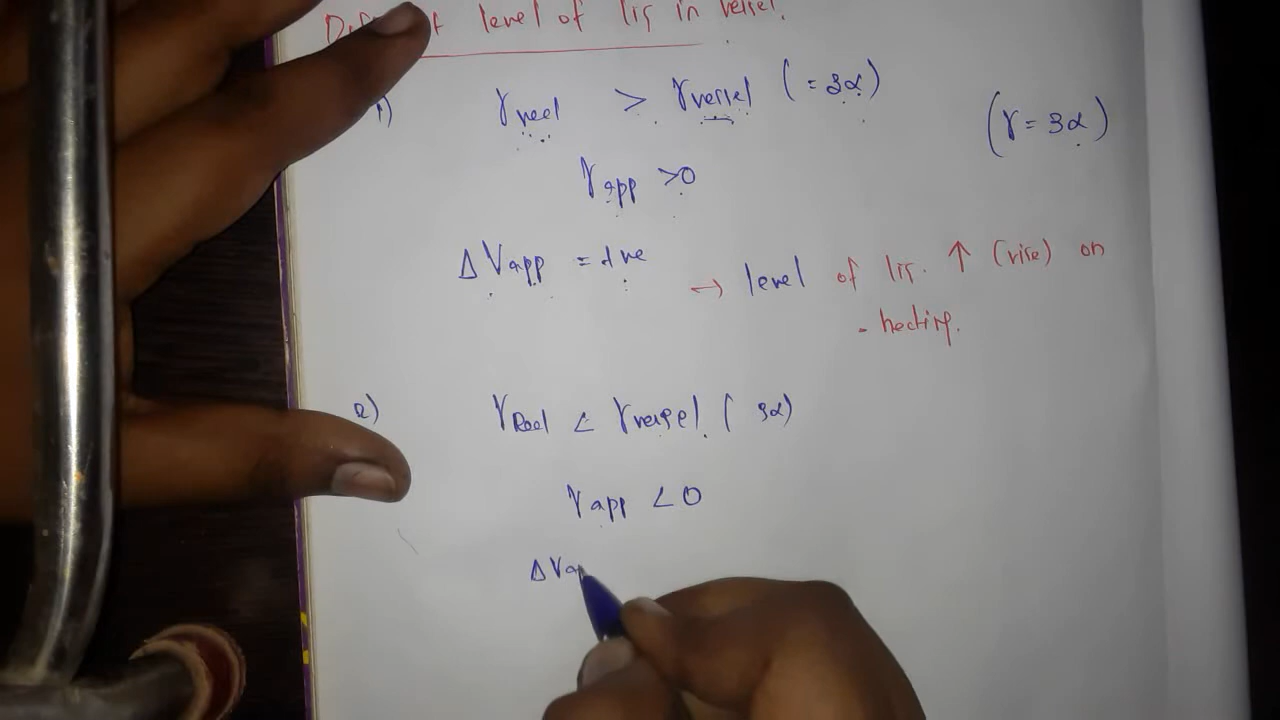 level of liq in vessel.
1) γreal > γvessel (= 3α)
(γ = 3α)
γapp >0
ΔVapp = +ve → level of liq. ↑ (rise) on
- heating.
2) γReal < γvessel ( 3α)
γapp < 0
ΔVap